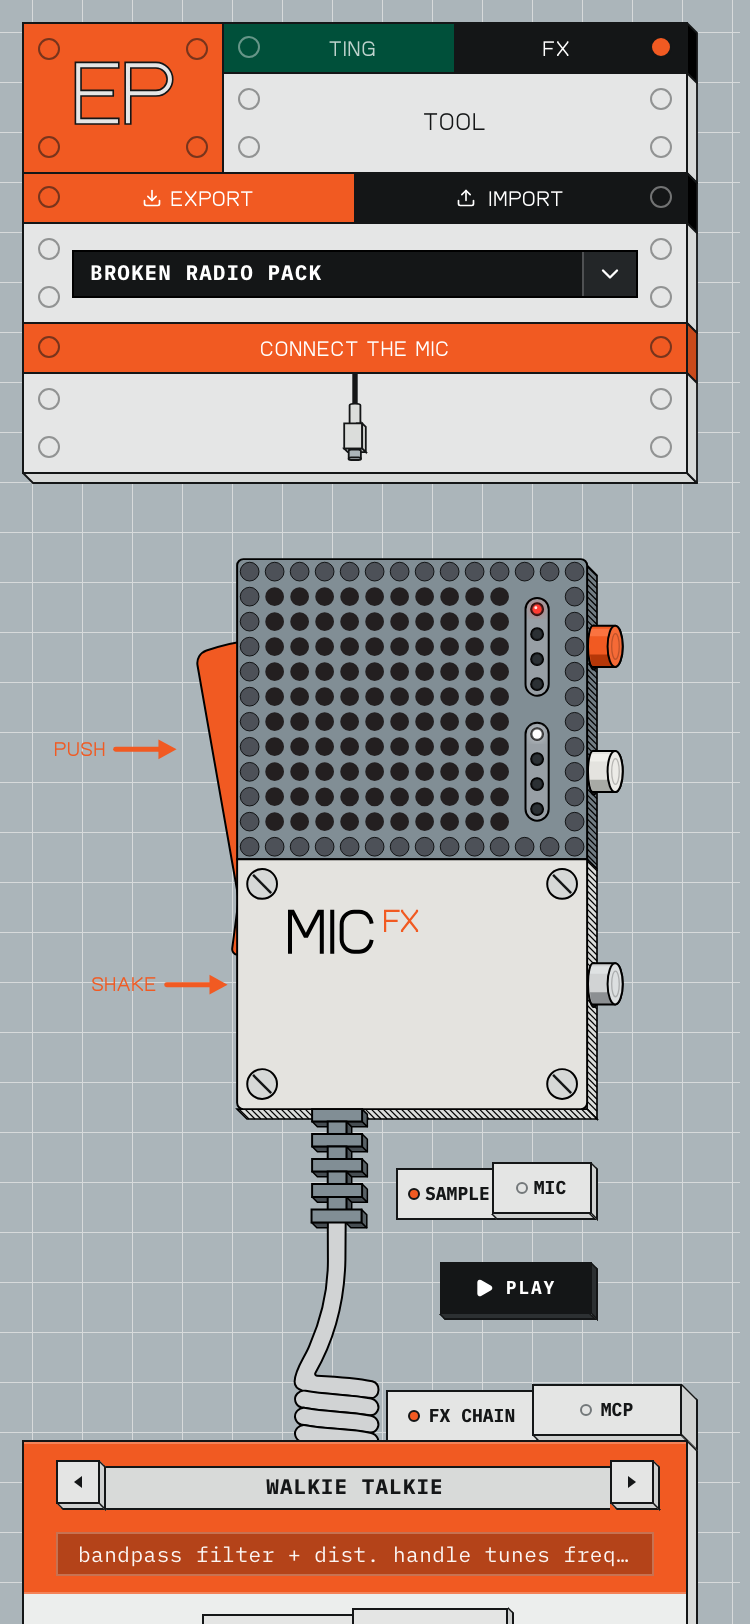 EP
TING
FX
TOOL
EXPORT
IMPORT
BROKEN RADIO PACK
CONNECT THE MIC
PUSH
MIC FX
SHAKE
SAMPLE
MIC
PLAY
FX CHAIN
MCP
WALKIE TALKIE
bandpass filter + dist. handle tunes freq…